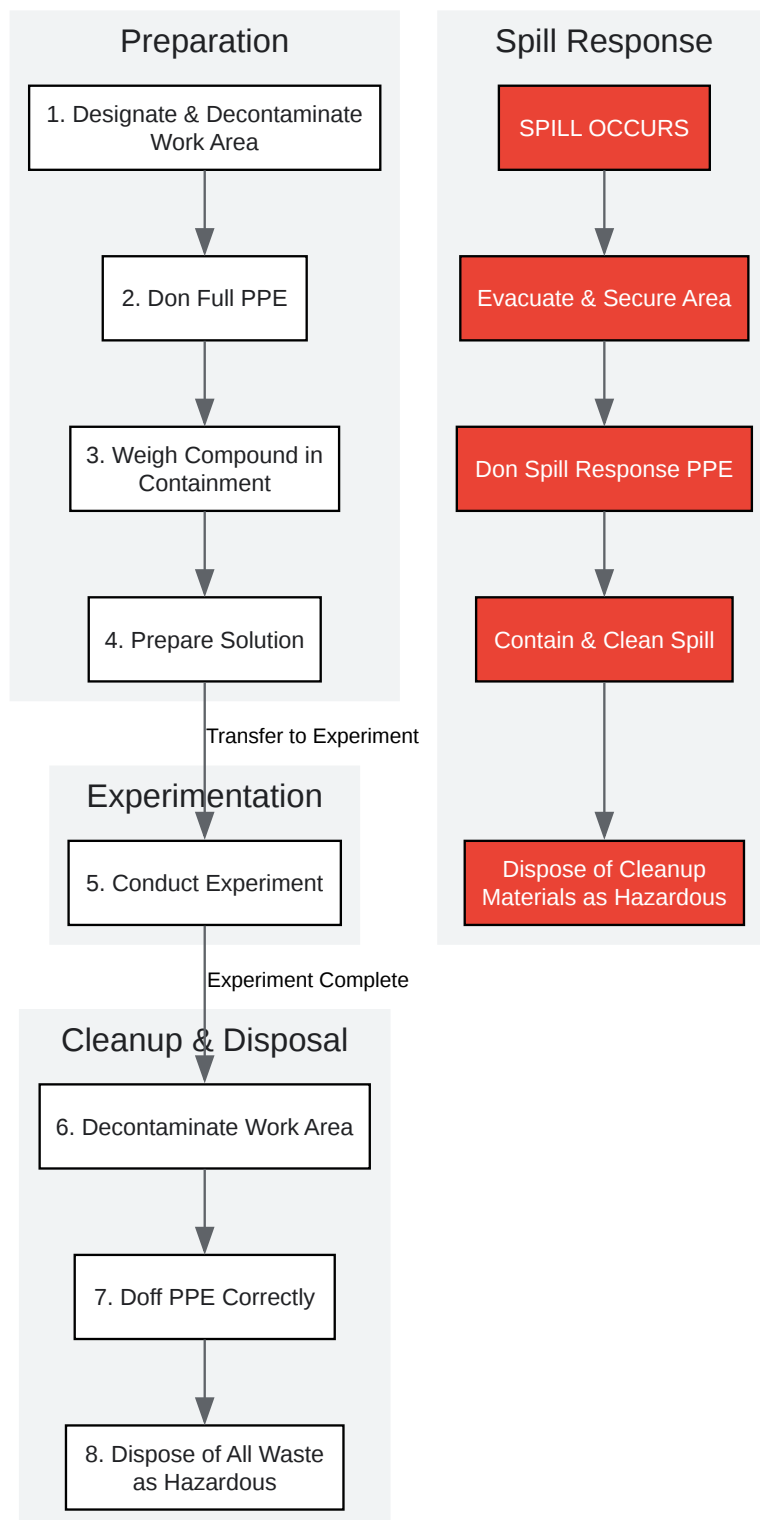 Preparation
1. Designate & Decontaminate
Work Area
2. Don Full PPE
3. Weigh Compound in
Containment
4. Prepare Solution
Transfer to Experiment
Experimentation
5. Conduct Experiment
Experiment Complete
Cleanup & Disposal
6. Decontaminate Work Area
7. Doff PPE Correctly
8. Dispose of All Waste
as Hazardous
Spill Response
SPILL OCCURS
Evacuate & Secure Area
Don Spill Response PPE
Contain & Clean Spill
Dispose of Cleanup
Materials as Hazardous